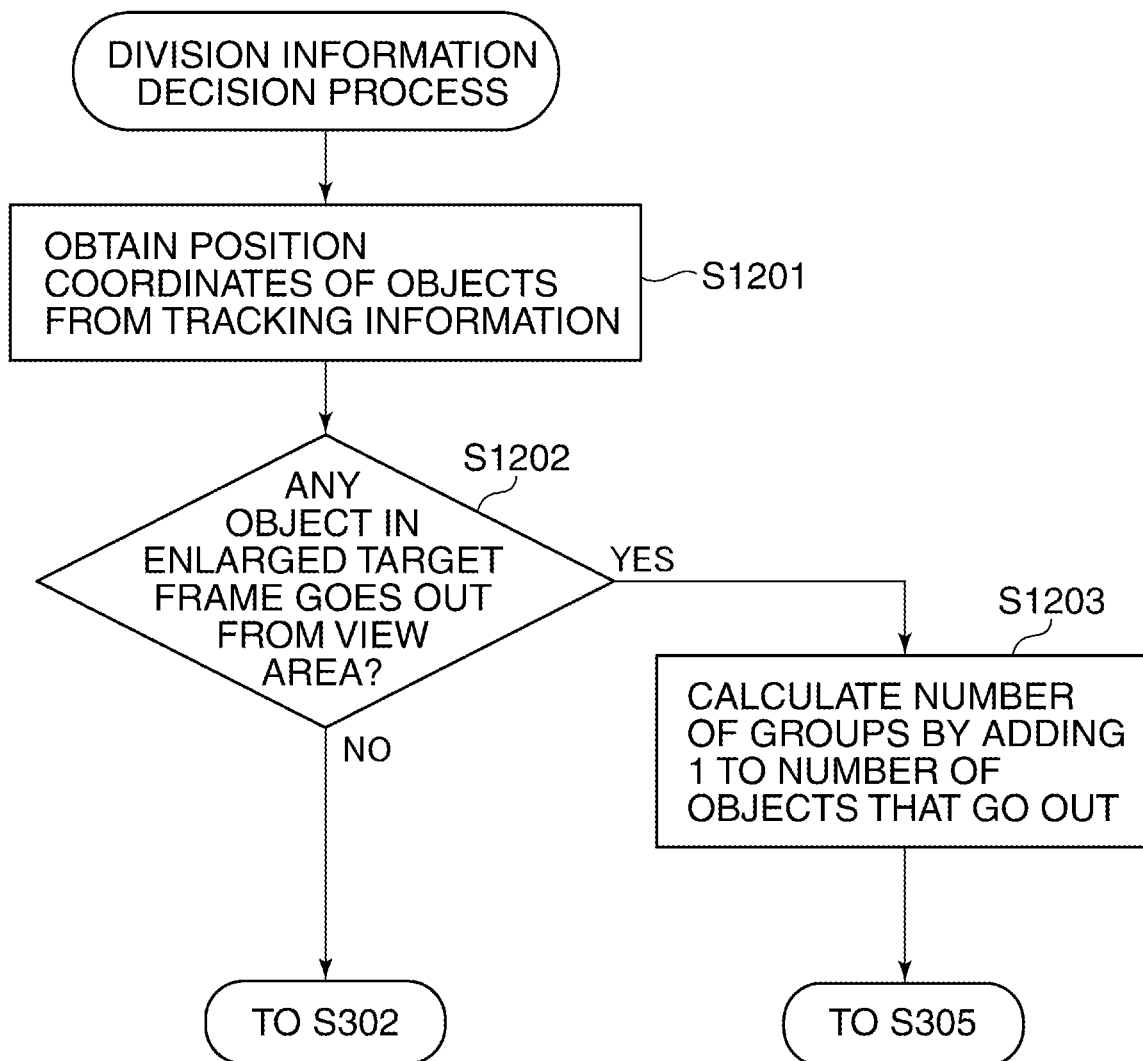 DIVISION INFORMATION
DECISION PROCESS
OBTAIN POSITION
COORDINATES OF OBJECTS
FROM TRACKING INFORMATION
S1201
S1202
ANY
OBJECT IN
ENLARGED TARGET
FRAME GOES OUT
FROM VIEW
AREA?
YES
NO
S1203
CALCULATE NUMBER
OF GROUPS BY ADDING
1 TO NUMBER OF
OBJECTS THAT GO OUT
TO S302
TO S305